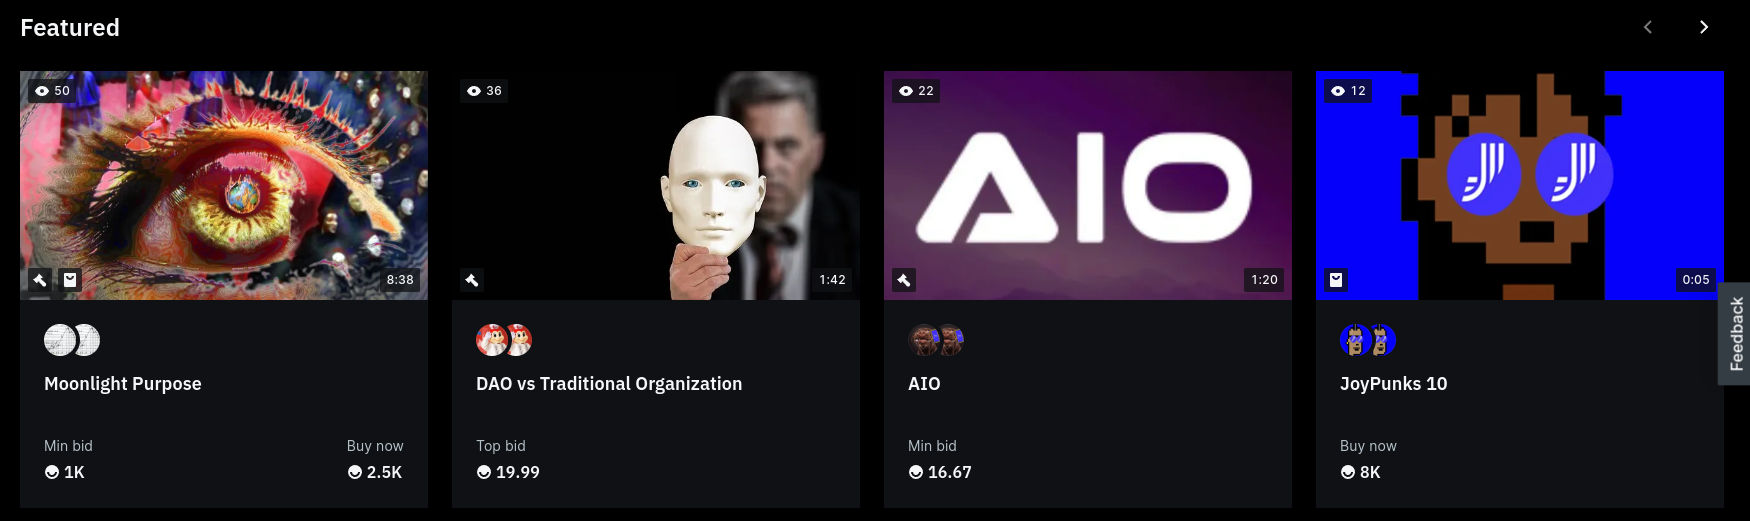 Featured
50
8:38
Moonlight Purpose
Min bid
1K
Buy now
2.5K
36
1:42
DAO vs Traditional Organization
Top bid
19.99
22
AIO
1:20
AIO
Min bid
16.67
12
0:05
JoyPunks 10
Buy now
8K
Feedback